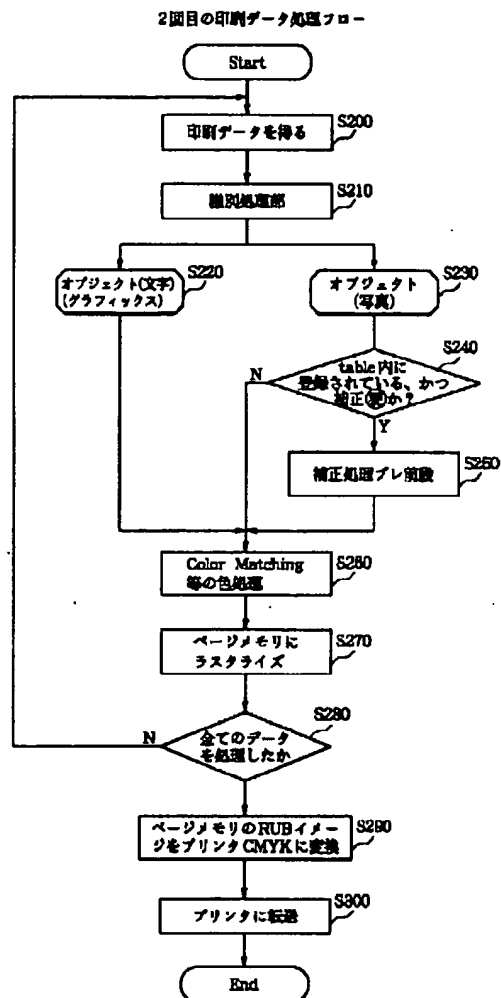 2回目の印刷データ処理フロー
Start
印刷データを得る
S200
識別処理部
S210
オブジェクト(文字)
(グラフィックス)
S220
オブジェクト
(写真)
S230
table内に
登録されている、かつ
補正(要)か?
S240
N
Y
補正処理プレ前段
S250
Color Matching
等の色処理
S260
ページメモリに
ラスタライズ
S270
全てのデータ
を処理したか
S280
N
ページメモリのRUBイメー
ジをプリンタCMYKに変換
S290
プリンタに転送
S300
End